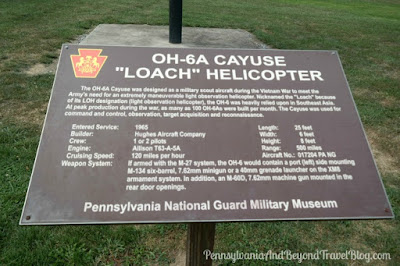 OH-6A CAYUSE
"LOACH" HELICOPTER
The OH-6A Cayuse was designed as a military scout aircraft during the Vietnam War to meet the
Army's need for an extremely maneuverable light observation helicopter. Nicknamed the "Loach" because
of its LOH designation (light observation helicopter), the OH-6 was heavily relied upon in Southeast Asia.
At peak production during the war, as many as 100 OH-6As were built per month. The Cayuse was used for
command and control, observation, target acquisition and reconnaissance.
Entered Service: 1965 Length: 25 feet
Builder: Hughes Aircraft Company Width: 6 feet
Crew: 1 or 2 pilots Height: 8 feet
Engine: Allison T63-A-5A Range: 380 miles
Cruising Speed: 120 miles per hour Aircraft No.: 017204 PA NG
Weapon System: If armed with the M-27 system, the OH-6 would contain a port (left) side mounting
M-134 six-barrel, 7.62mm minigun or a 40mm grenade launcher on the XM8
armament system. In addition, an M-60D, 7.62mm machine gun mounted in the
rear door openings.
Pennsylvania National Guard Military Museum
PennsylvaniaAndBeyondTravelBlog.com